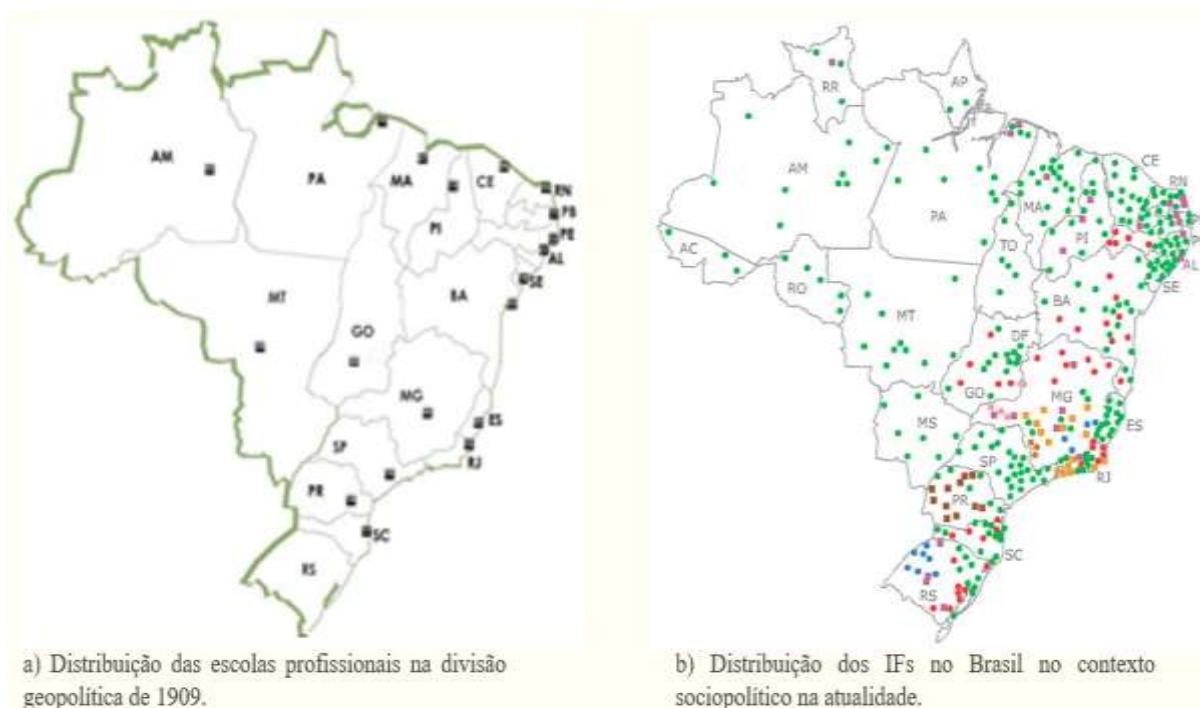 AM
PA
MA
CE
RN
PB
PE
AL
PI
SE
BA
MT
GO
MG
ES
SP
RJ
PR
SC
RS
a) Distribuição das escolas profissionais na divisão
geopolítica de 1909.
RR
AP
AM
PA
MA
CE
RN
PI
AL
SE
AC
TO
RO
BA
MT
DF
GO
MG
ES
MS
SP
RJ
PR
SC
RS
b) Distribuição dos IFs no Brasil no contexto
sociopolítico na atualidade.